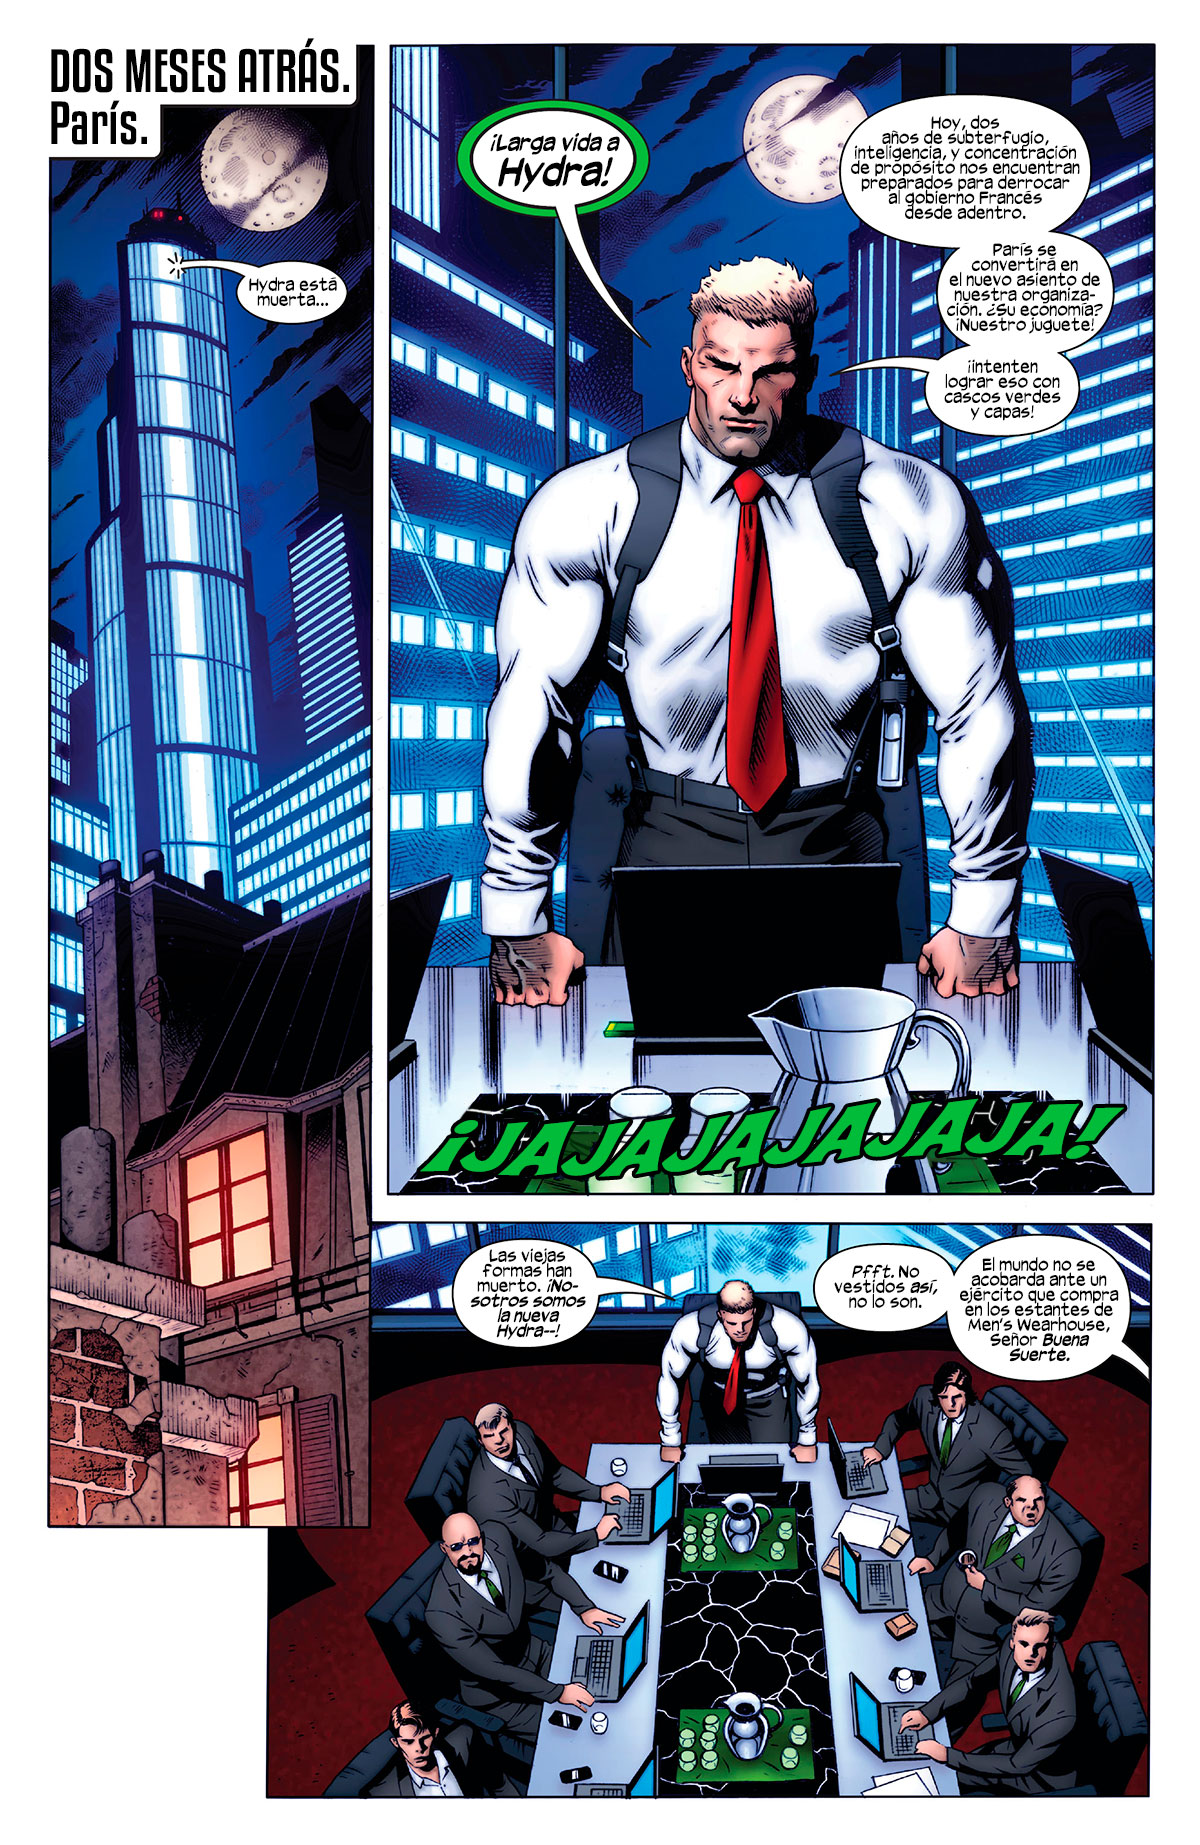 DOS MESES ATRÁS.
París.
Hydra está
muerta...
¡Larga vida a
Hydra!
Hoy, dos
años de subterfugio,
inteligencia, y concentración
de propósito nos encuentran
preparados para derrocar
al gobierno Francés
desde adentro.
París se
convertirá en
el nuevo asiento de
nuestra organiza-
ción. ¿Su economía?
¡Nuestro juguete!
¡intenten
lograr eso con
cascos verdes
y capas!
¡JAJAJAJAJAJAJA!
Las viejas
formas han
muerto. ¡No-
sotros somos
la nueva
Hydra--!
Pfft. No
vestidos así,
no lo son.
El mundo no se
acobarda ante un
ejército que compra
en los estantes de
Men's Wearhouse,
Señor Buena
Suerte.